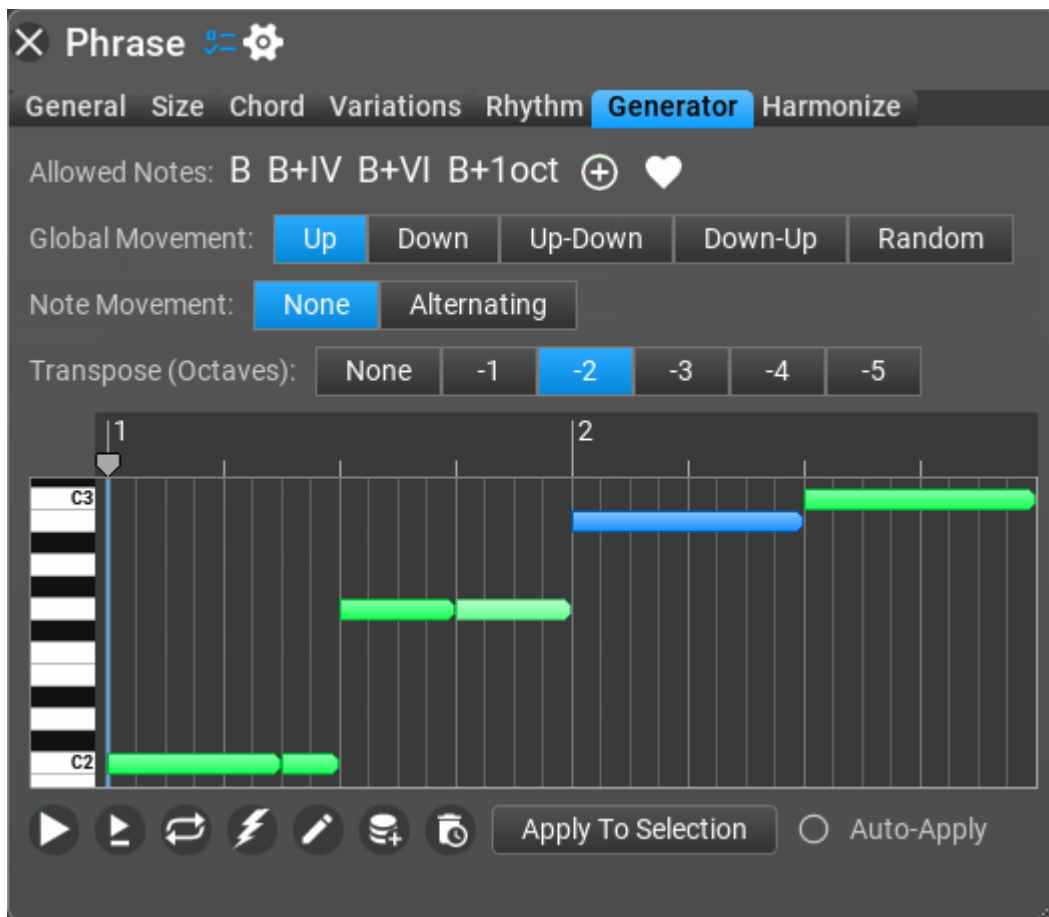 Phrase
General Size Chord Variations Rhythm Generator Harmonize
Allowed Notes: B B+IV B+VI B+1oct
Global Movement: Up Down Up-Down Down-Up Random
Note Movement: None Alternating
Transpose (Octaves): None -1 -2 -3 -4 -5
1 2
C3
C2
Apply To Selection Auto-Apply